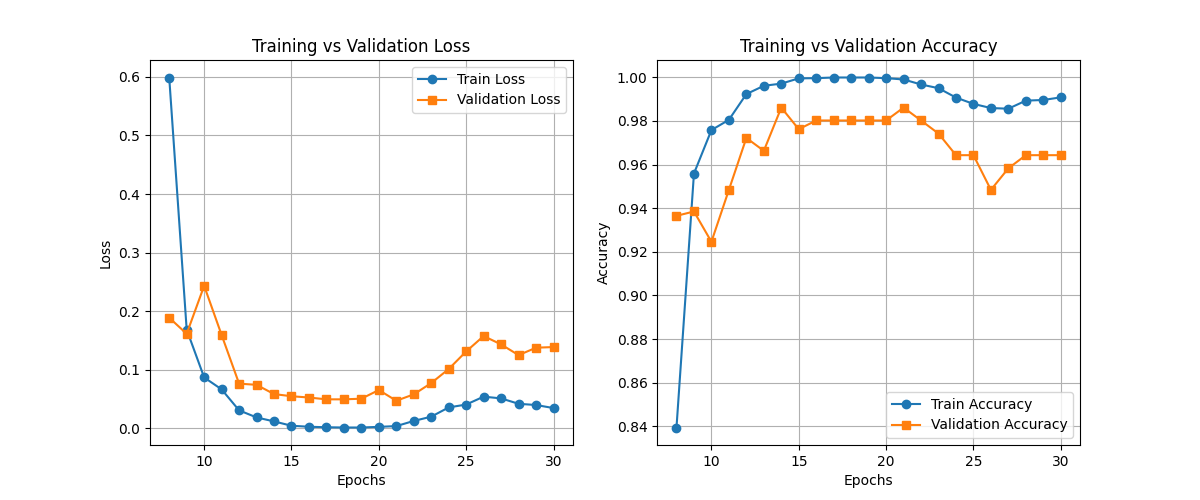 Training vs Validation Loss
Train Loss
Validation Loss
0.6
0.5
0.4
0.3
0.2
0.1
0.0
Loss
10 15 20 25 30
Epochs
Training vs Validation Accuracy
1.00
0.98
0.96
0.94
0.92
0.90
0.88
0.86
0.84
Accuracy
Train Accuracy
Validation Accuracy
10 15 20 25 30
Epochs